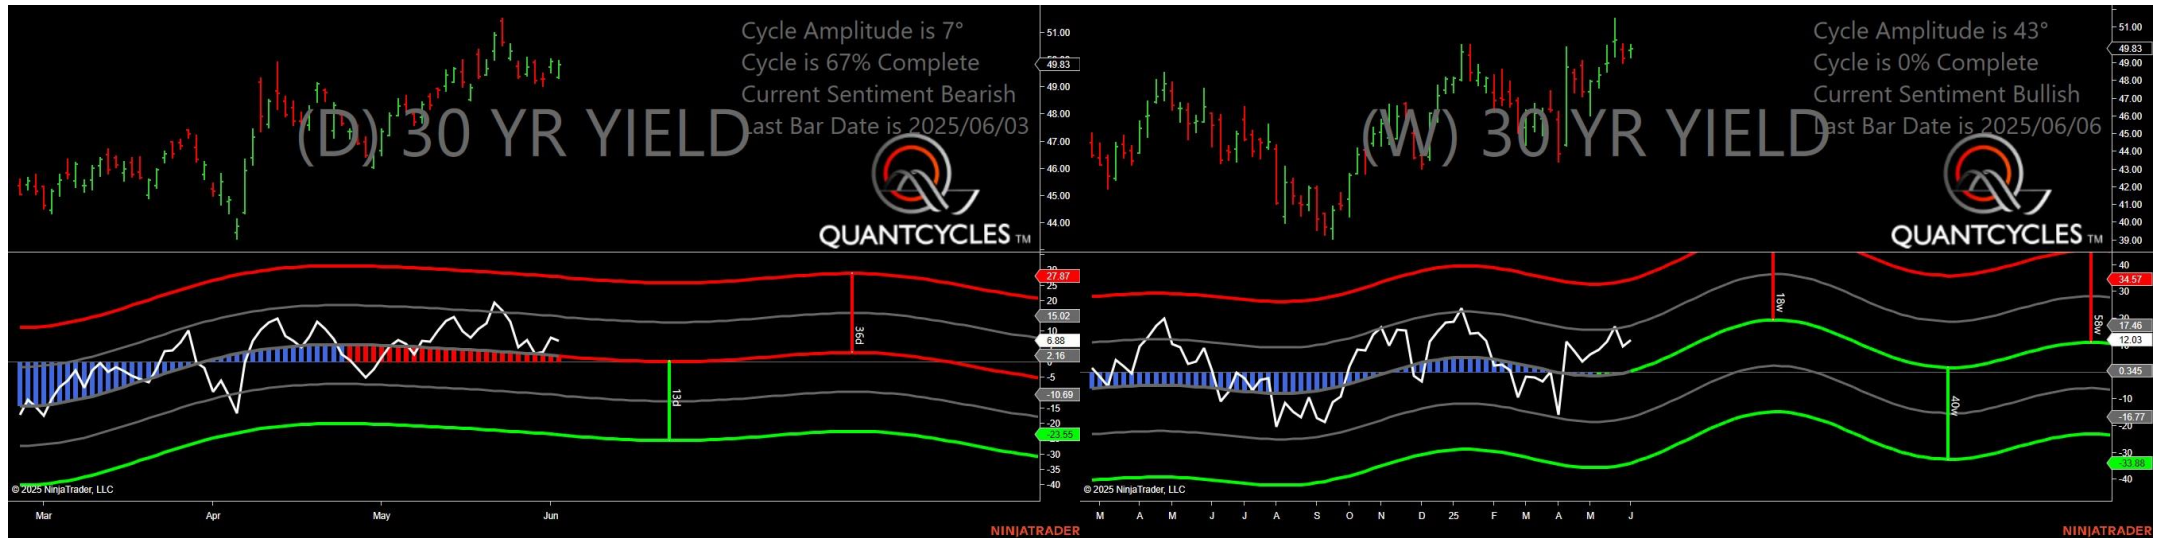 Cycle Amplitude is 7°
Cycle is 67% Complete
Current Sentiment Bearish
Last Bar Date is 2025/06/03
(D) 30 YR YIELD
QUANTCYCLES TM
51.00
49.83
49.00
48.00
47.00
46.00
45.00
44.00
27.87
25
20
15.02
10
6.88
2.16
-5
-10.69
-15
-20
-23.55
-30
-35
-40
36d
13d
© 2025 NinjaTrader, LLC
Mar Apr May Jun
NINJATRADER
Cycle Amplitude is 43°
Cycle is 0% Complete
Current Sentiment Bullish
Last Bar Date is 2025/06/06
(W) 30 YR YIELD
QUANTCYCLES TM
51.00
49.83
49.00
48.00
47.00
46.00
45.00
44.00
43.00
42.00
41.00
40.00
39.00
40
34.57
30
17.46
12.03
0.345
-10
-16.77
-20
-30
-33.88
-40
18w
40w
58w
© 2025 NinjaTrader, LLC
M A M J J A S O N D 25 F M A M J
NINJATRADER